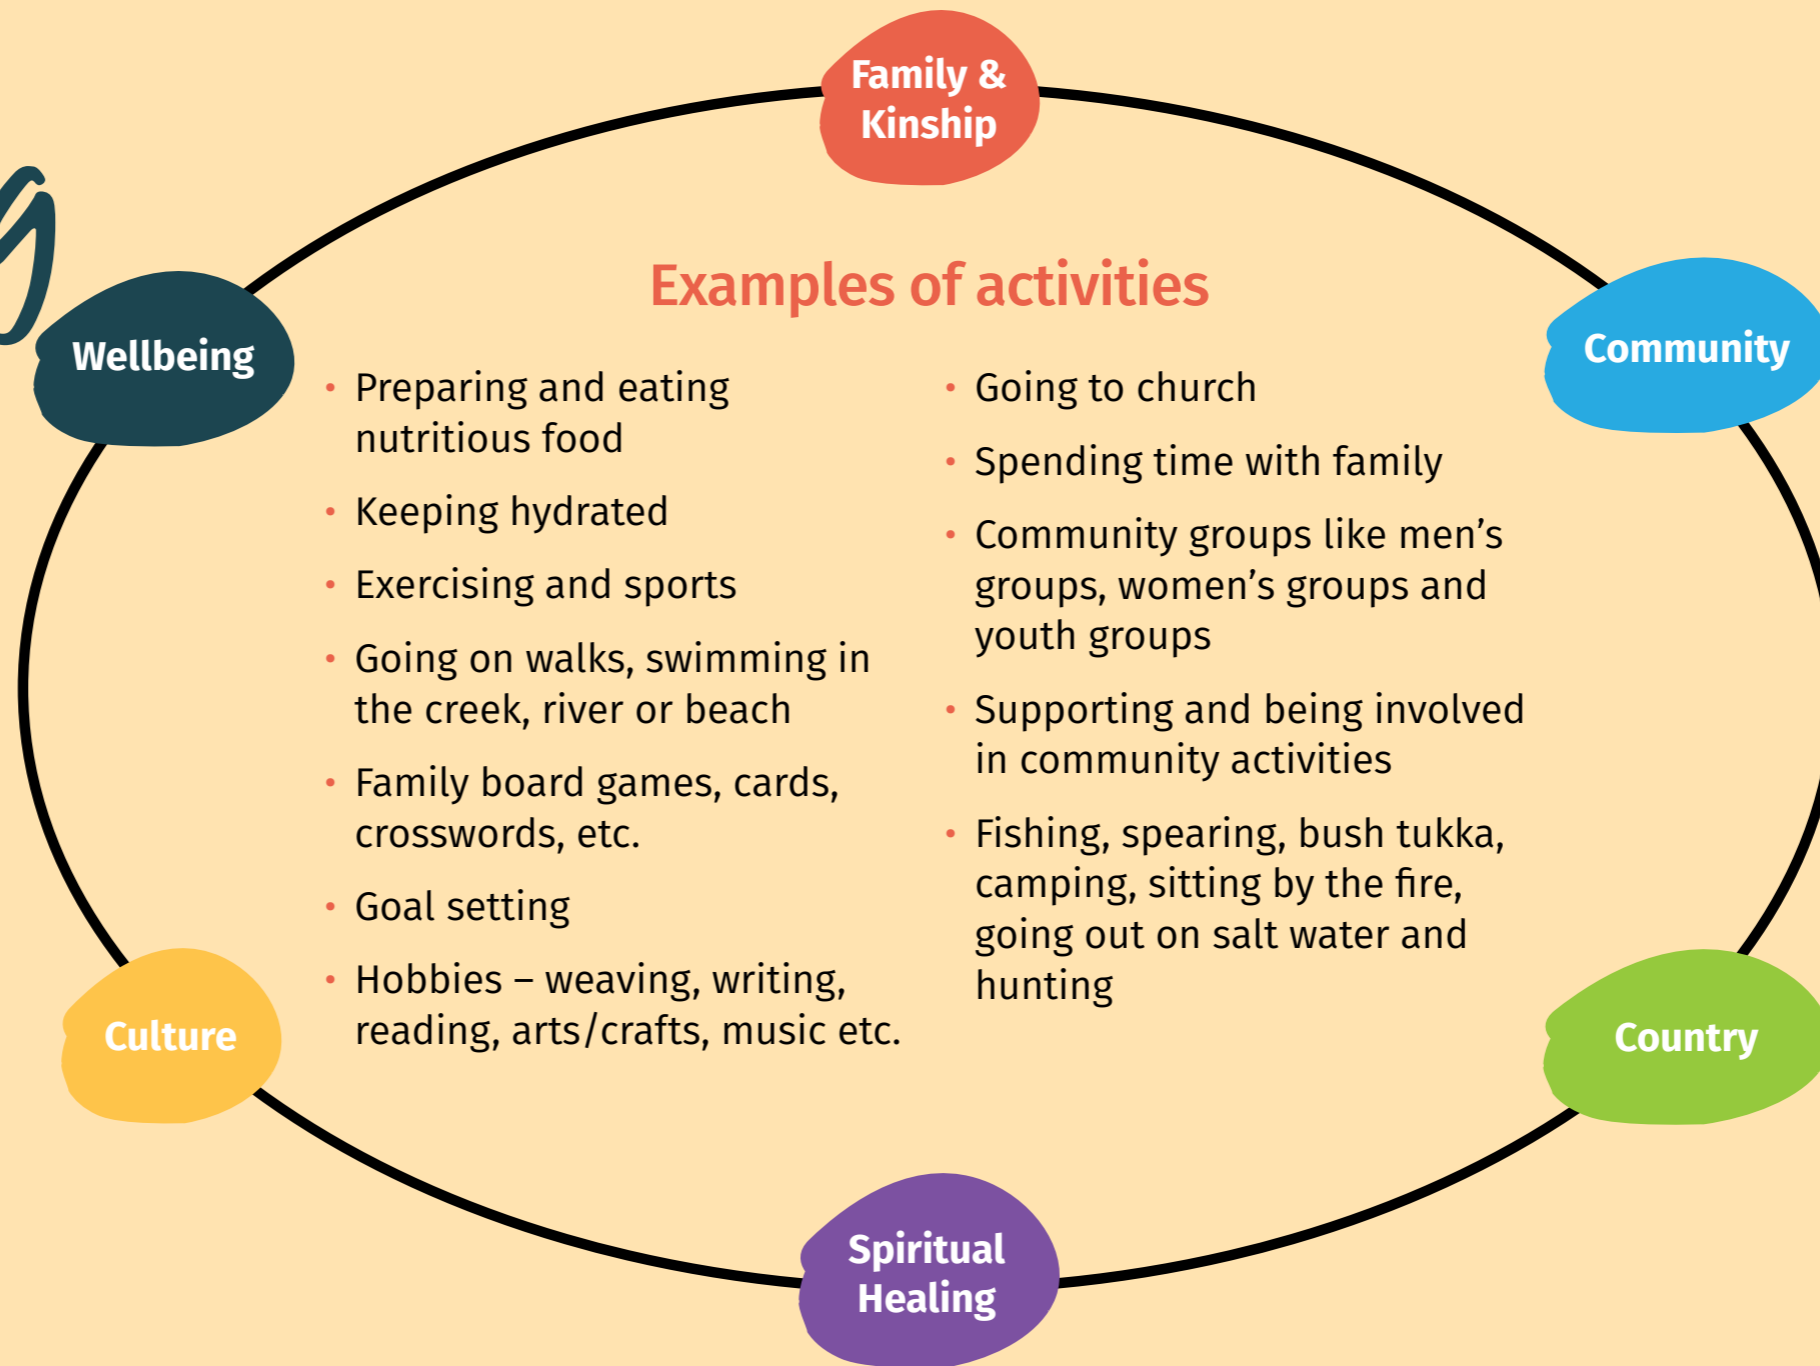 Family &
Kinship
Examples of activities
Wellbeing
Community
• Preparing and eating
nutritious food
• Keeping hydrated
• Exercising and sports
• Going on walks, swimming in
the creek, river or beach
• Family board games, cards,
crosswords, etc.
• Goal setting
• Hobbies – weaving, writing,
reading, arts/crafts, music etc.
• Going to church
• Spending time with family
• Community groups like men’s
groups, women’s groups and
youth groups
• Supporting and being involved
in community activities
• Fishing, spearing, bush tukka,
camping, sitting by the fire,
going out on salt water and
hunting
Culture
Country
Spiritual
Healing